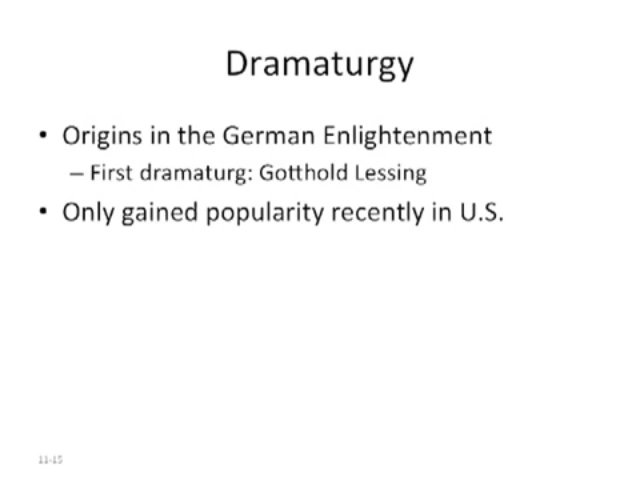 Dramaturgy
• Origins in the German Enlightenment
– First dramaturg: Gotthold Lessing
• Only gained popularity recently in U.S.
11-15